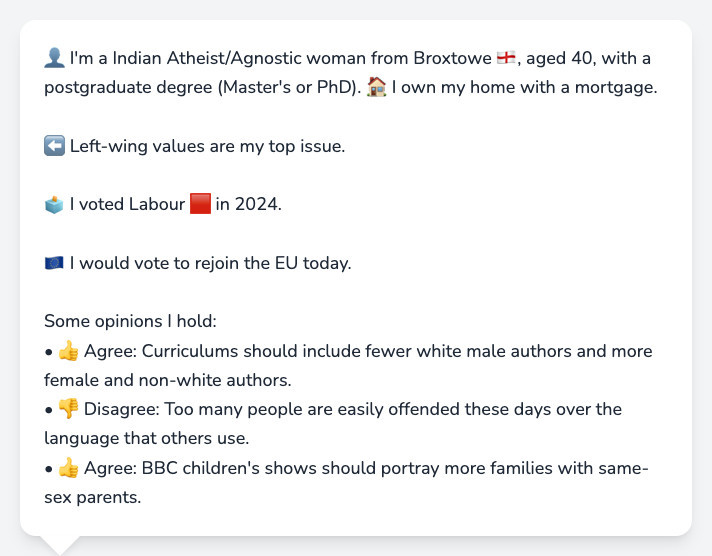 👤 I'm a Indian Atheist/Agnostic woman from Broxtowe 🏴󠁧󠁢󠁥󠁮󠁧󠁿, aged 40, with a
postgraduate degree (Master's or PhD). 🏠 I own my home with a mortgage.
⬅️ Left-wing values are my top issue.
🗳️ I voted Labour 🟥 in 2024.
🇪🇺 I would vote to rejoin the EU today.
Some opinions I hold:
• 👍 Agree: Curriculums should include fewer white male authors and more
female and non-white authors.
• 👎 Disagree: Too many people are easily offended these days over the
language that others use.
• 👍 Agree: BBC children's shows should portray more families with same-
sex parents.